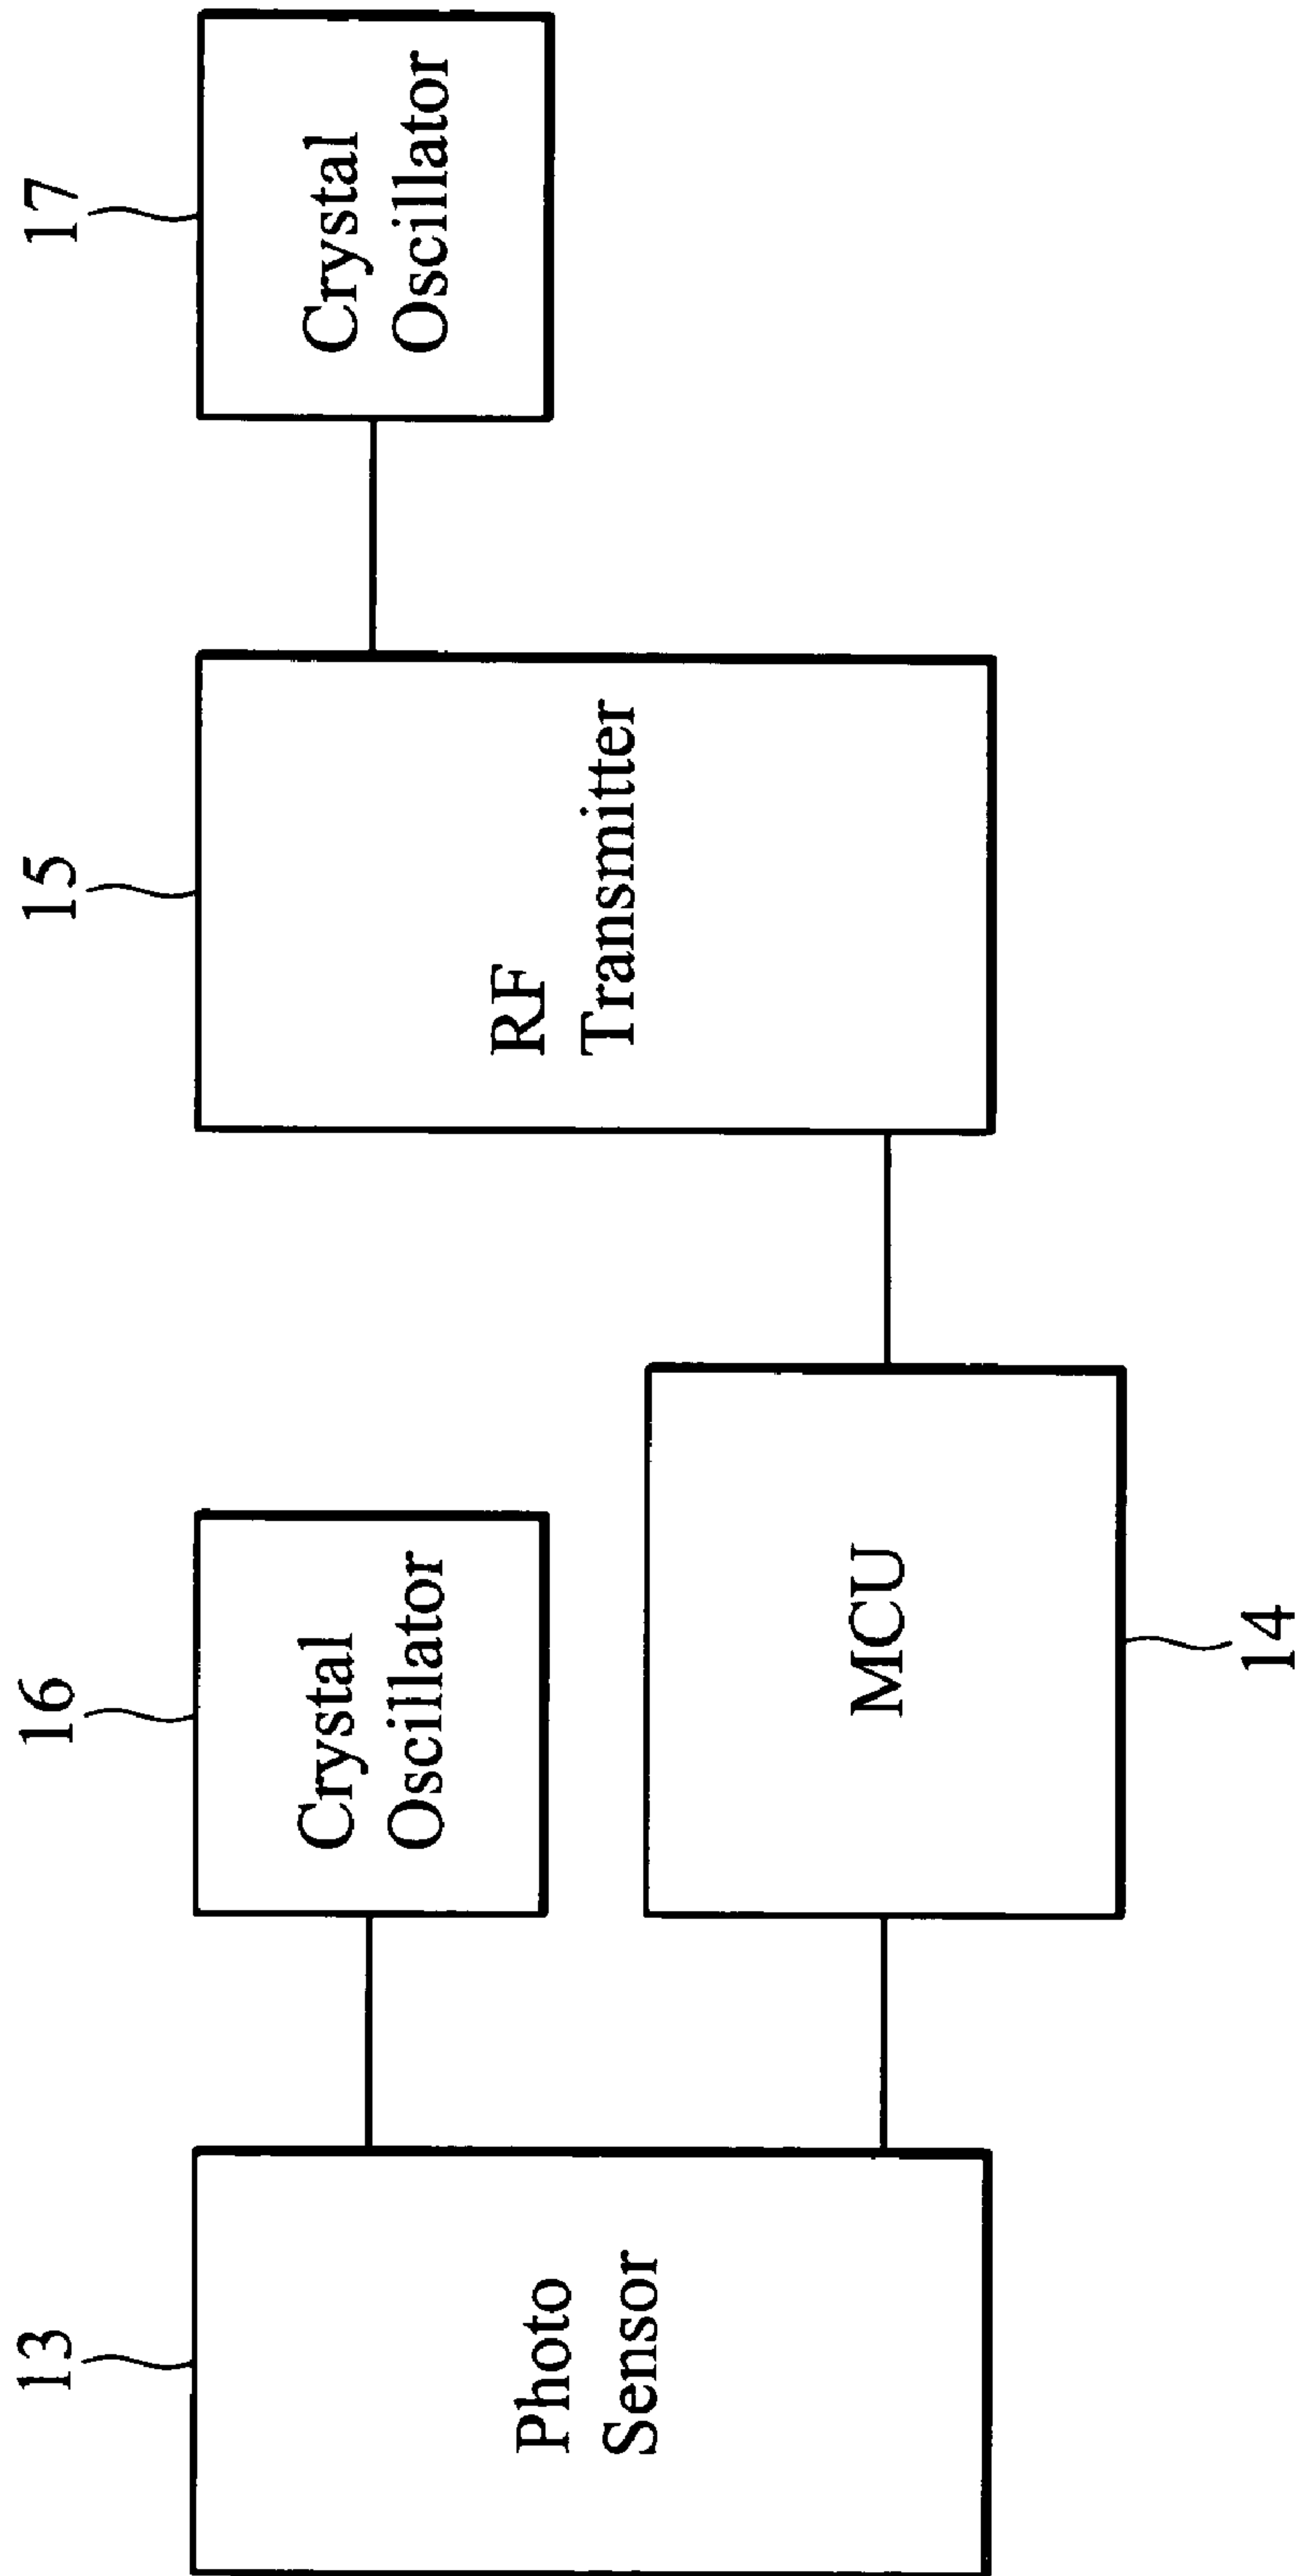 13
Photo
Sensor
16
Crystal
Oscillator
MCU
14
15
RF
Transmitter
17
Crystal
Oscillator